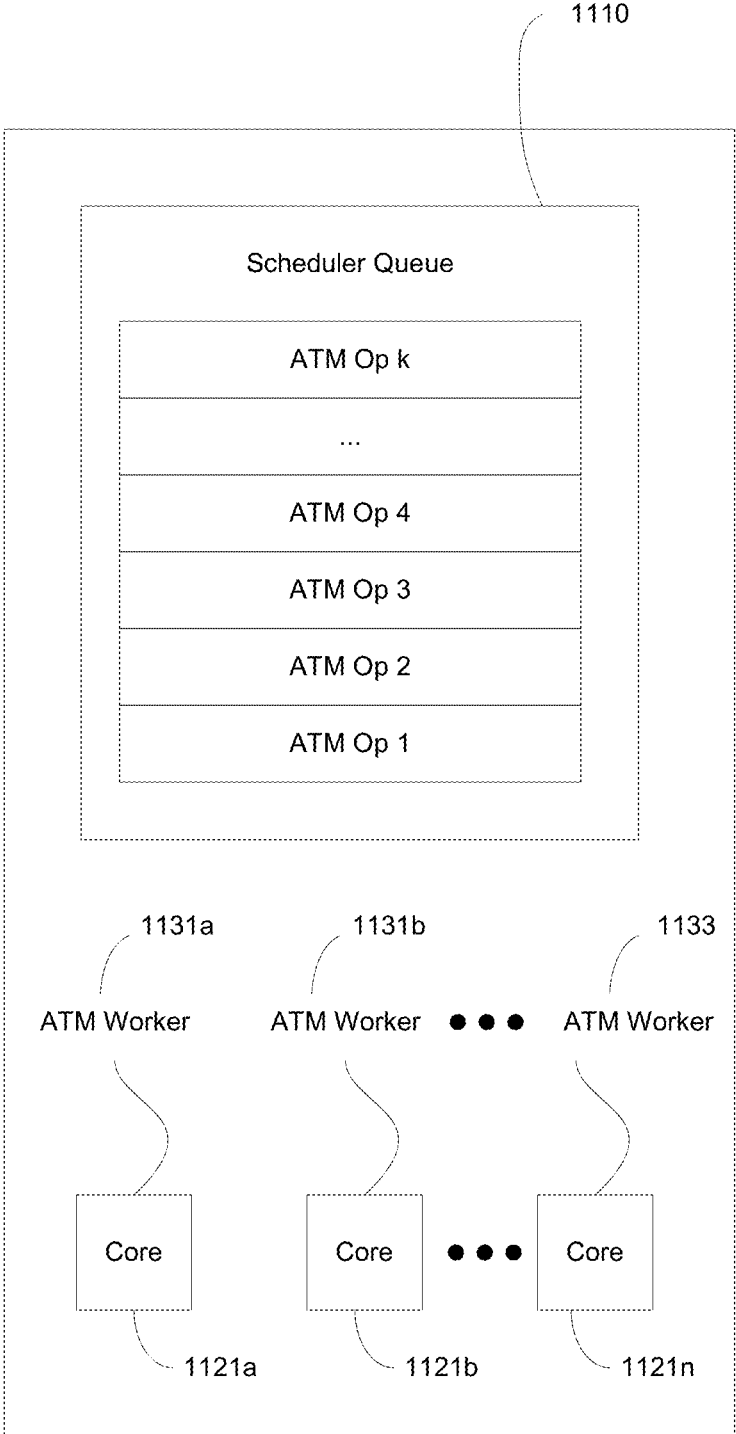 1110
Scheduler Queue
ATM Op k
...
ATM Op 4
ATM Op 3
ATM Op 2
ATM Op 1
1131a 1131b 1133
ATM Worker ATM Worker ATM Worker
Core Core Core
1121a 1121b 1121n